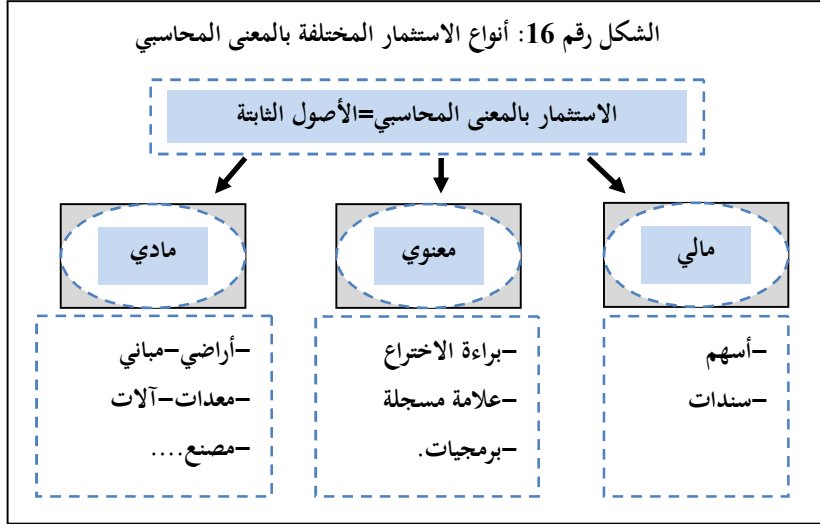 الشكل رقم 16: أنواع الاستثمار المختلفة بالمعنى المحاسبي
الاستثمار بالمعنى المحاسبي=الأصول الثابتة
مالي
معنوي
مادي
–أسهم
–سندات
–براءة الاختراع
–علامة مسجلة
–برمجيات.
–أراضي–مباني
–معدات–آلات
–مصنع....